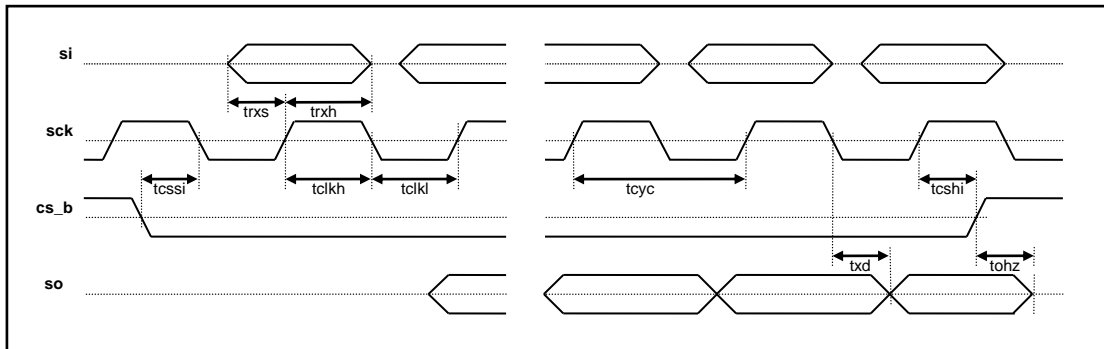 si
trxs trxh
sck
tcssi tclkh tclkl tcyc tcshi
cs_b
txd tohz
so